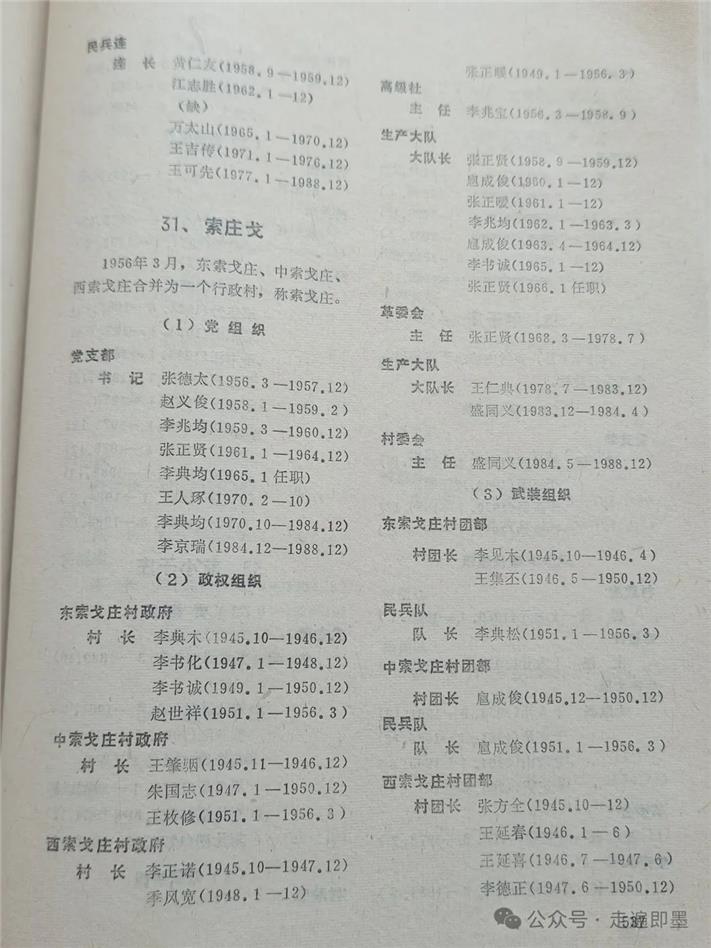 民兵连
连 长 黄仁友(1958.9—1959.12)
江志胜(1962.1—12)
(缺)
万太山(1965.1—1970.12)
王吉传(1971.1—1976.12)
王可先(1977.1—1988.12)
31、索庄戈
1956年3月,东索戈庄、中索戈庄、
西索戈庄合并为一个行政村,称索戈庄。
(1)党组织
党支部
书 记 张德太(1956.3—1957.12)
赵义俊(1958.1—1959.2)
李兆均(1959.3—1960.12)
张正贤(1961.1—1964.12)
李典均(1965.1任职)
王人琢(1970.2—10)
李典均(1970.10—1984.12)
李京瑞(1984.12—1988.12)
(2)政权组织
东索戈庄村政府
村 长 李典木(1945.10—1946.12)
李书化(1947.1—1948.12)
李书诚(1949.1—1950.12)
赵世祥(1951.1—1956.3)
中索戈庄村政府
村 长 王肇骃(1945.11—1946.12)
朱国志(1947.1—1950.12)
王枚修(1951.1—1956.3)
西索戈庄村政府
村 长 李正诺(1945.10—1947.12)
季风宽(1948.1—12)
张正暖(1949.1—1956.3)
高级社
主 任 李兆宝(1956.3—1958.9)
生产大队
大队长 张正贤(1958.9—1959.12)
扈成俊(1960.1—12)
张正暖(1961.1—12)
李兆均(1962.1—1963.3)
扈成俊(1963.4—1964.12)
李书诚(1965.1—12)
张正贤(1966.1任职)
革委会
主 任 张正贤(1968.3—1978.7)
生产大队
大队长 王仁典(1978.7—1983.12)
盛同义(1983.12—1984.4)
村委会
主 任 盛同义(1984.5—1988.12)
(3)武装组织
东索戈庄村团部
村团长 李见木(1945.10—1946.4)
王集丕(1946.5—1950.12)
民兵队
队 长 李典松(1951.1—1956.3)
中索戈庄村团部
村团长 扈成俊(1945.12—1950.12)
民兵队
队 长 扈成俊(1951.1—1956.3)
西索戈庄村团部
村团长 张方全(1945.10—12)
王延春(1946.1—6)
王延喜(1946.7—1947.6)
李德正(1947.6—1950.12)
537
公众号·走遍即墨